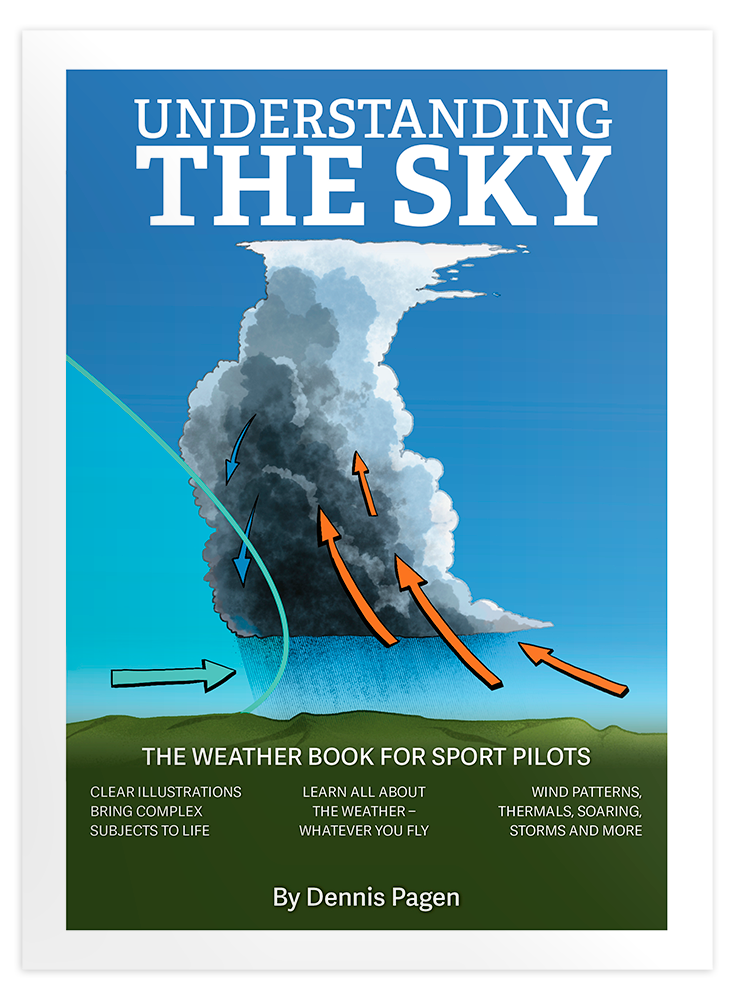 UNDERSTANDING
THE SKY
THE WEATHER BOOK FOR SPORT PILOTS
CLEAR ILLUSTRATIONS
BRING COMPLEX
SUBJECTS TO LIFE
LEARN ALL ABOUT
THE WEATHER –
WHATEVER YOU FLY
WIND PATTERNS,
THERMALS, SOARING,
STORMS AND MORE
By Dennis Pagen